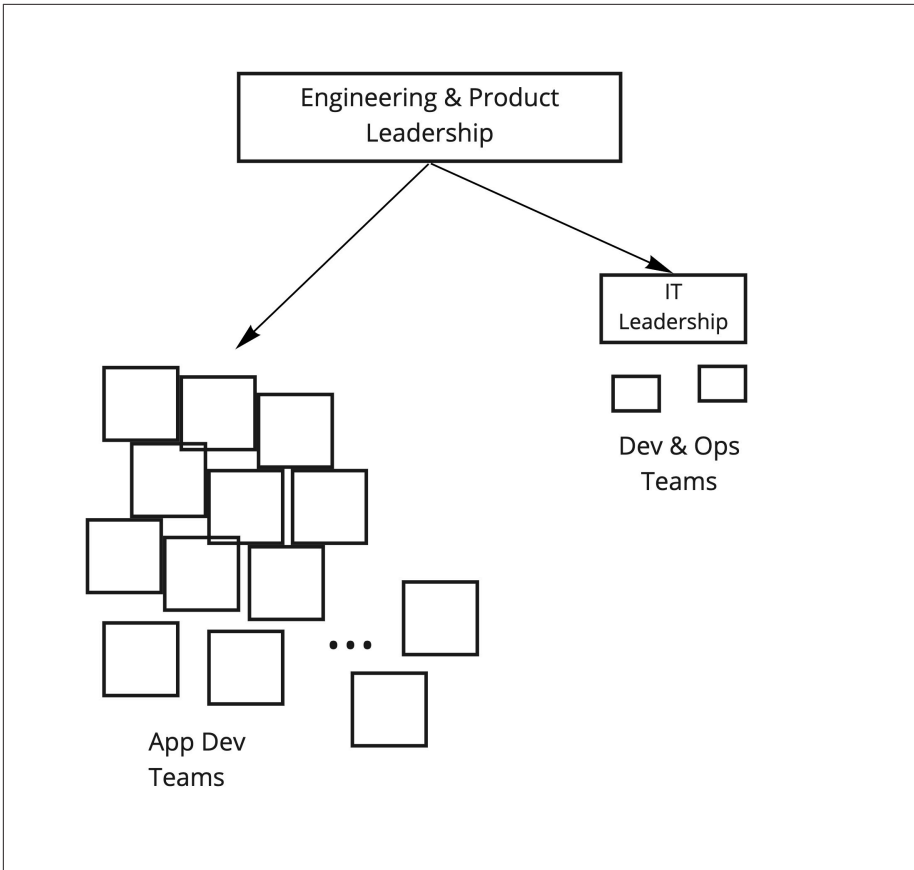 Engineering & Product
Leadership
IT
Leadership
Dev & Ops
Teams
...
App Dev
Teams